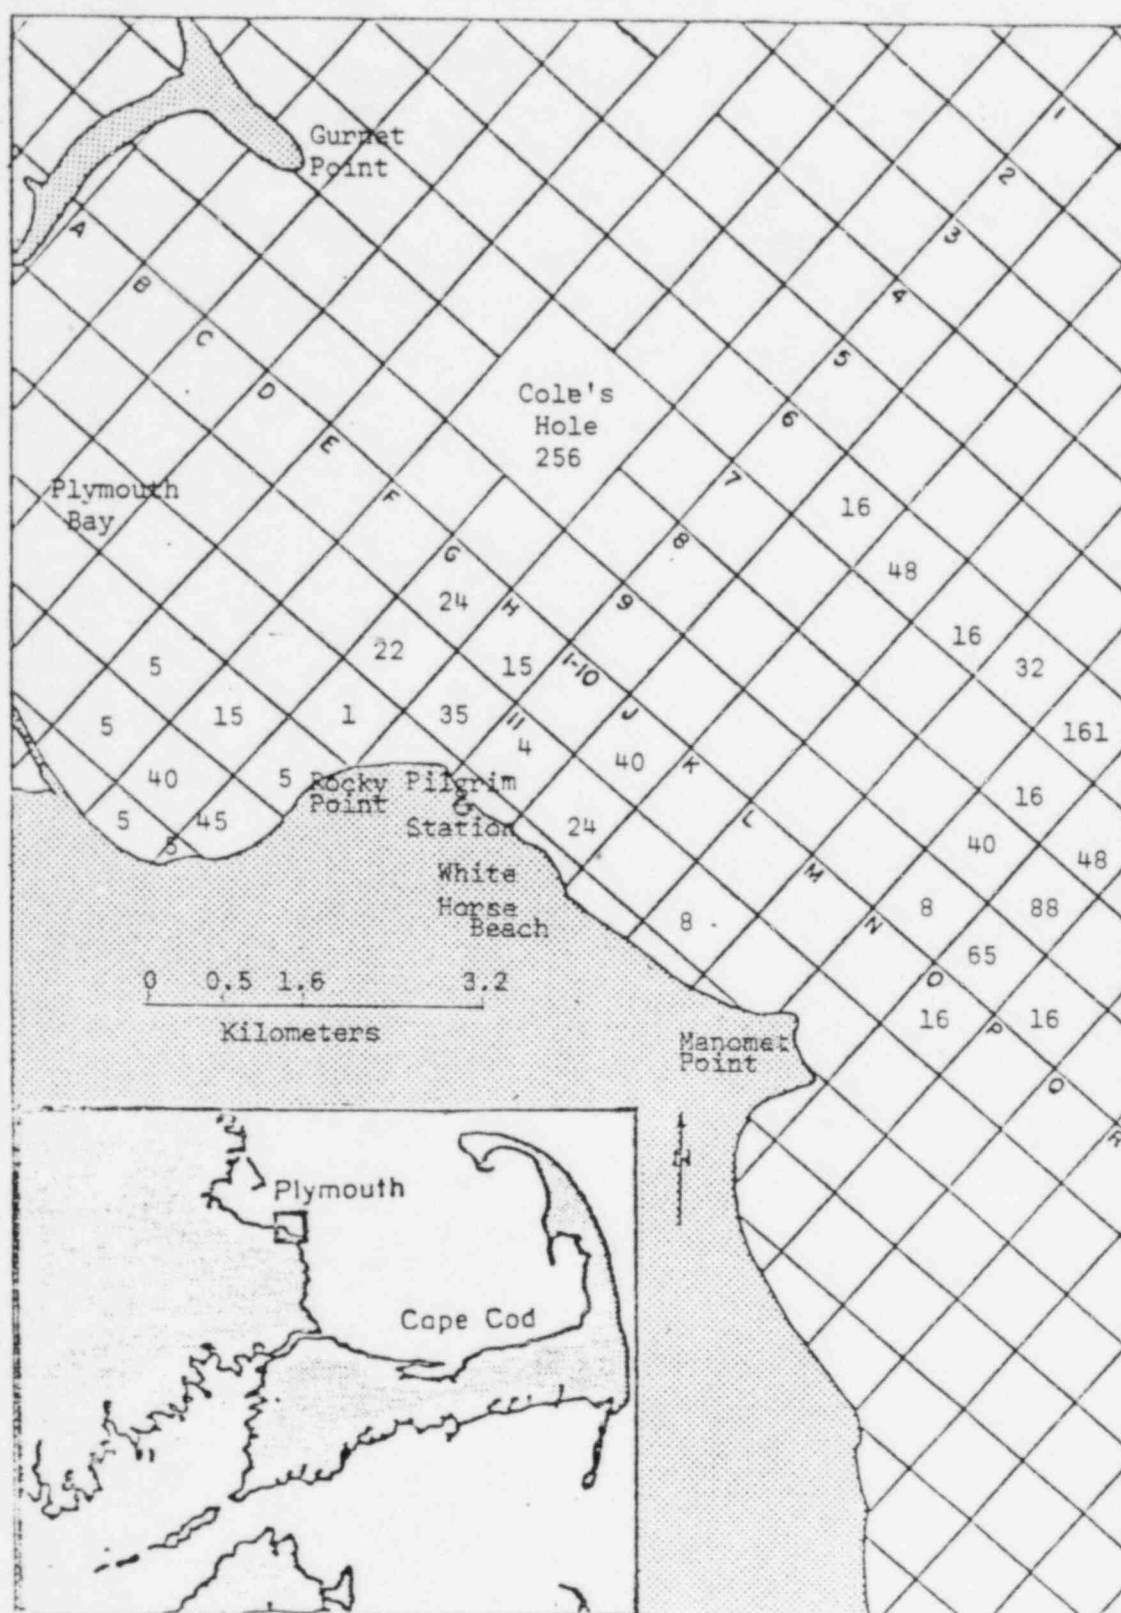 Gurnet
Point
1
2
3
4
5
6
7
8
9
1-10
11
A
B
C
D
E
F
G
H
J
K
L
M
N
O
P
Q
R
Cole's
Hole
256
Plymouth
Bay
16
48
16
32
161
16
40
48
8
88
65
16
16
24
22
15
5
5
15
1
35
4
40
40
5
5
45
5
24
8
Rocky
Point
Pilgrim
Station
White
Horse
Beach
0 0.5 1.6 3.2
Kilometers
Manomet
Point
N
Plymouth
Cape Cod